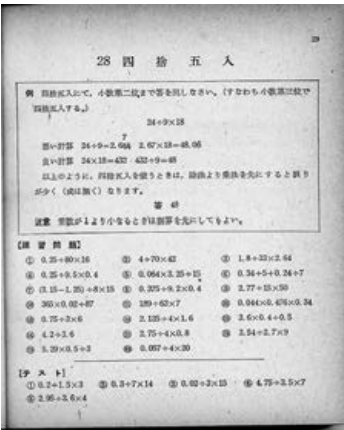 29
28 四捨五入
例 四捨五入にて、小数第二位まで答を出しなさい。(すなわち小数第三位で
四捨五入する。)
24÷9×18
7
悪い計算 24÷9=2.664 2.67×18=48.06
良い計算 24×18=432 432÷9=48
以上のように、四捨五入を使うときは、除法より乗法を先にすると誤り
が少く(或は無く)なります。
答 48
注意 乗数が1より小なるときは割算を先にしてもよい。
【練習問題】
① 0.25÷80×16 ② 4÷70×42 ③ 1.8÷33×2.64
④ 0.25÷9.5×0.4 ⑤ 0.064×3.25÷15 ⑥ 0.34÷5÷0.24÷7
⑦ (3.15-1.25)÷8×15 ⑧ 0.375÷9.2×0.4 ⑨ 2.77÷15×50
⑩ 365×0.02÷87 ⑪ 189÷62×7 ⑫ 0.044×0.476×0.34
⑬ 0.75÷2×6 ⑭ 2.125÷4×1.6 ⑮ 3.6×0.4÷0.5
⑯ 4.2÷3.6 ⑰ 2.75÷4×0.8 ⑱ 3.54÷2.7×9
⑲ 5.29×0.5÷3 ⑳ 0.057÷4×20
【テスト】
① 0.2÷1.5×3 ② 0.3÷7×14 ③ 0.02÷3×15 ④ 4.75÷3.5×7
⑤ 2.95÷3.6×4